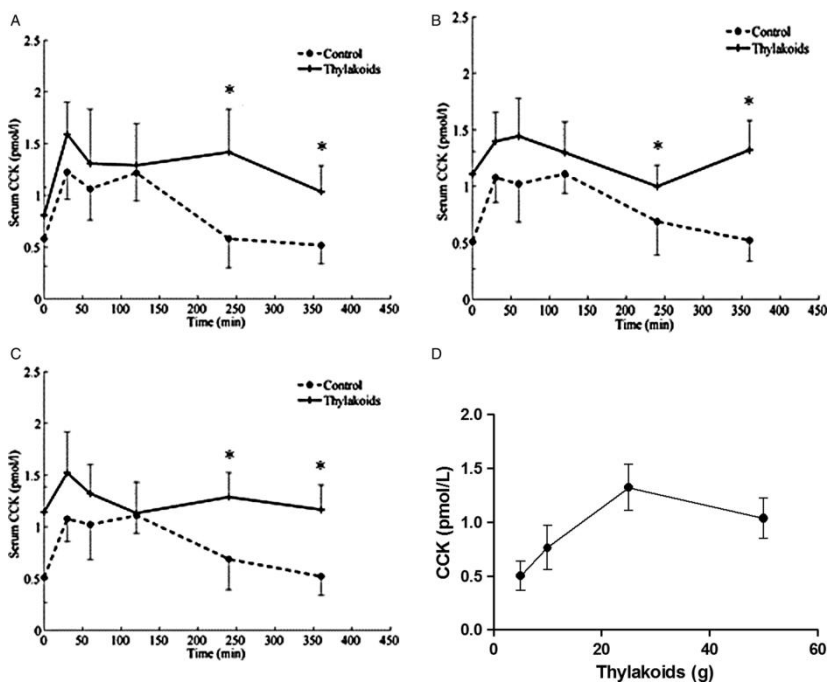 A
2.5
2
1.5
1
0.5
0
Serum CCK (pmol/l)
Control
Thylakoids
*
*
0 50 100 150 200 250 300 350 400 450
Time (min)
B
2.5
2
1.5
1
0.5
0
Serum CCK (pmol/l)
Control
Thylakoids
*
*
0 50 100 150 200 250 300 350 400 450
Time (min)
C
2.5
2
1.5
1
0.5
0
Serum CCK (pmol/l)
Control
Thylakoids
*
*
0 50 100 150 200 250 300 350 400 450
Time (min)
D
2.0
1.5
1.0
0.5
0.0
CCK (pmol/L)
0 20 40 60
Thylakoids (g)